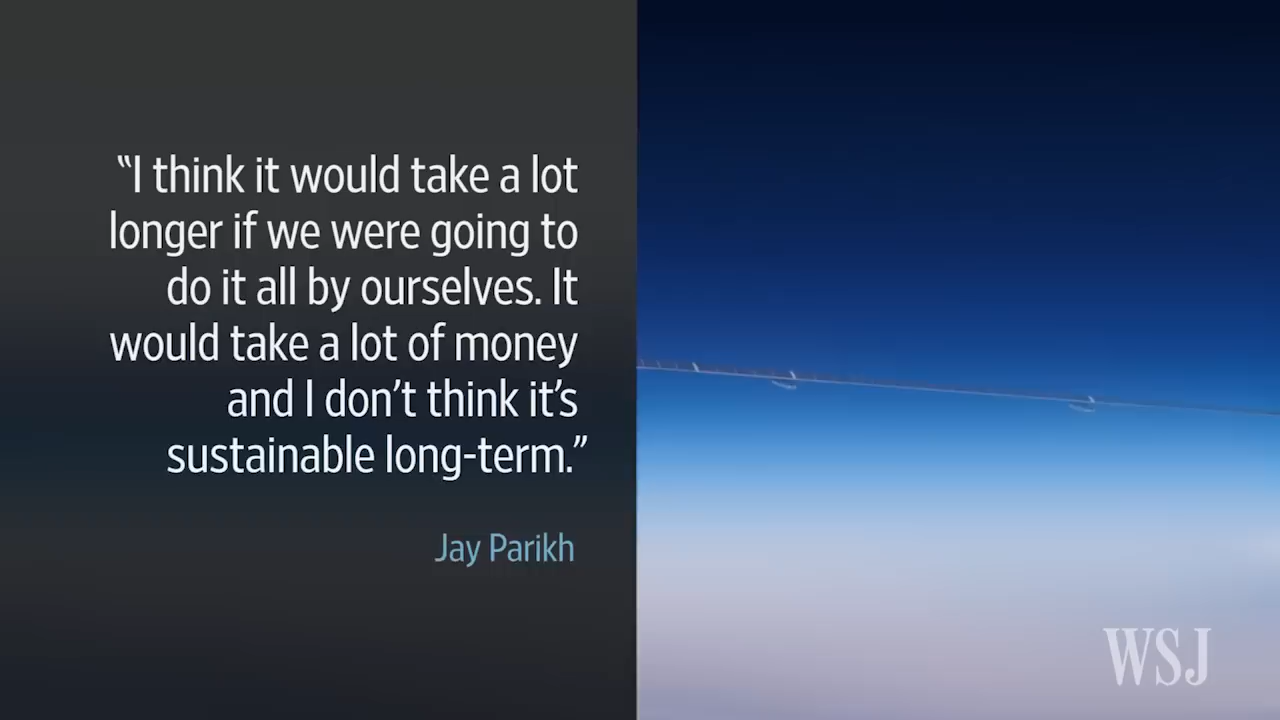 “I think it would take a lot
longer if we were going to
do it all by ourselves. It
would take a lot of money
and I don’t think it’s
sustainable long-term.”
Jay Parikh
WSJ